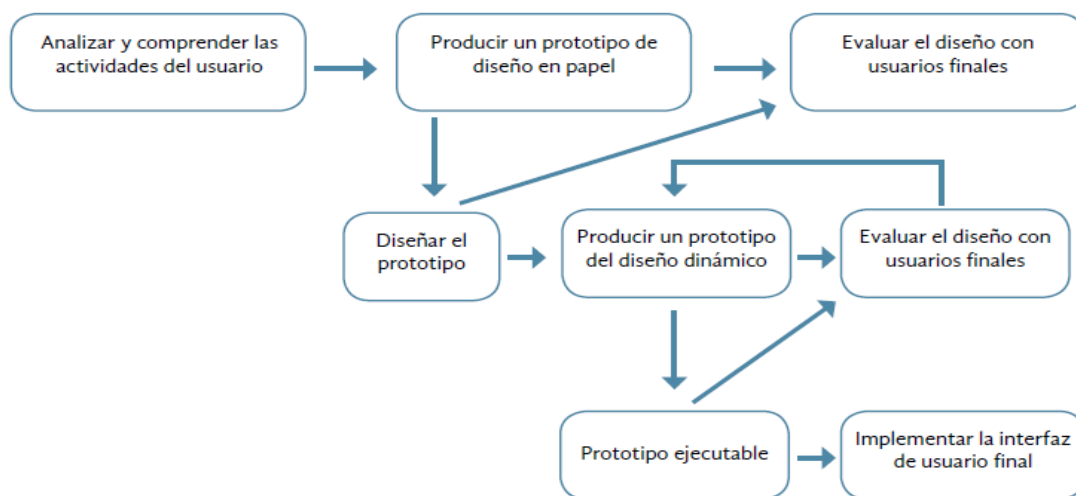 Analizar y comprender las
actividades del usuario
Producir un prototipo de
diseño en papel
Evaluar el diseño con
usuarios finales
Diseñar el
prototipo
Producir un prototipo
del diseño dinámico
Evaluar el diseño con
usuarios finales
Prototipo ejecutable
Implementar la interfaz
de usuario final